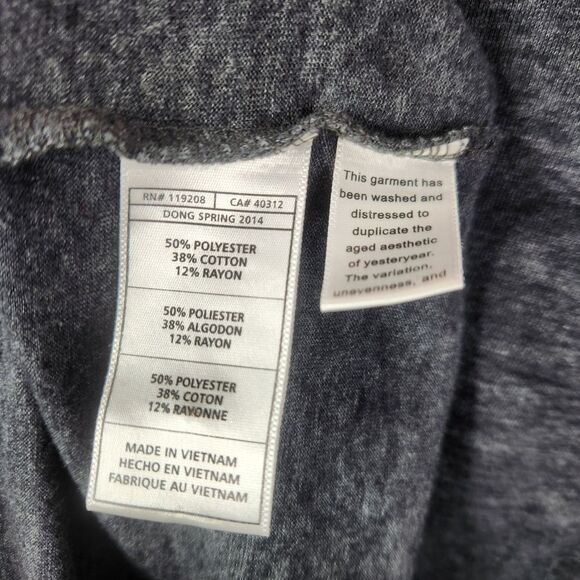 RN# 119208 CA# 40312
DONG SPRING 2014
50% POLYESTER
38% COTTON
12% RAYON
50% POLIESTER
38% ALGODON
12% RAYON
50% POLYESTER
38% COTON
12% RAYONNE
MADE IN VIETNAM
HECHO EN VIETNAM
FABRIQUE AU VIETNAM
This garment has
been washed and
distressed to
duplicate the
aged aesthetic
of yesteryear.
The variation,
unevenness, and